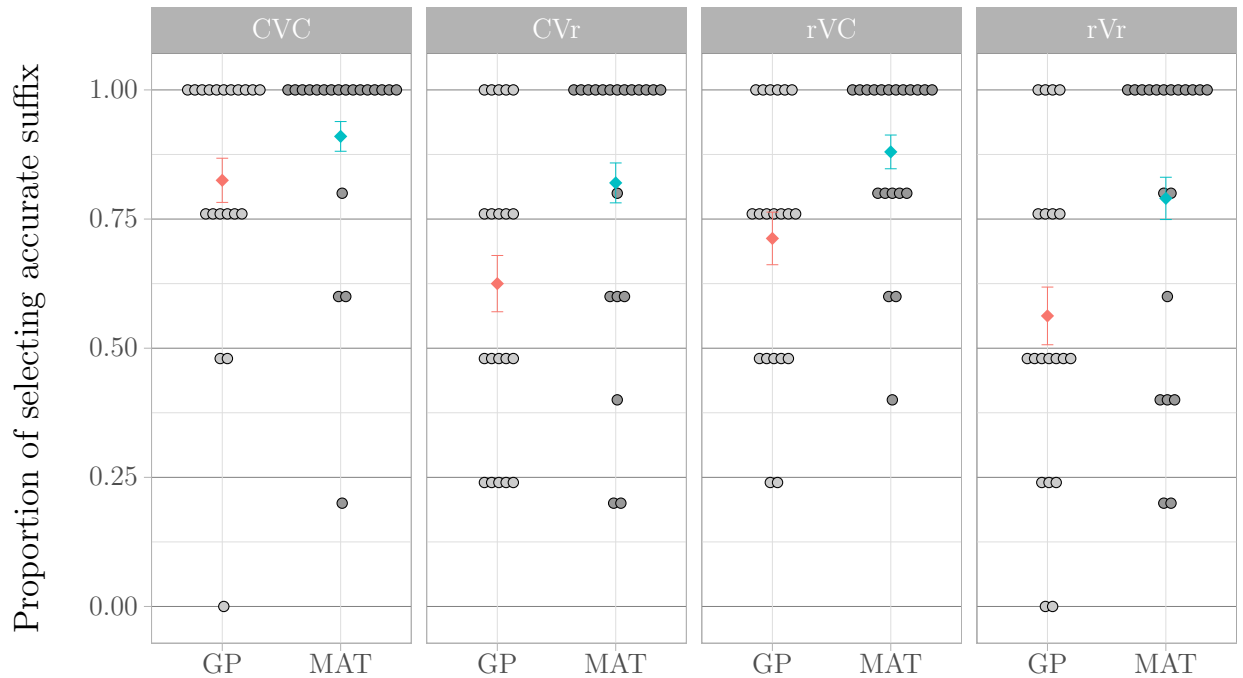 CVC CVr rVC rVr
Proportion of selecting accurate suffix
1.00
0.75
0.50
0.25
0.00
GP MAT GP MAT GP MAT GP MAT